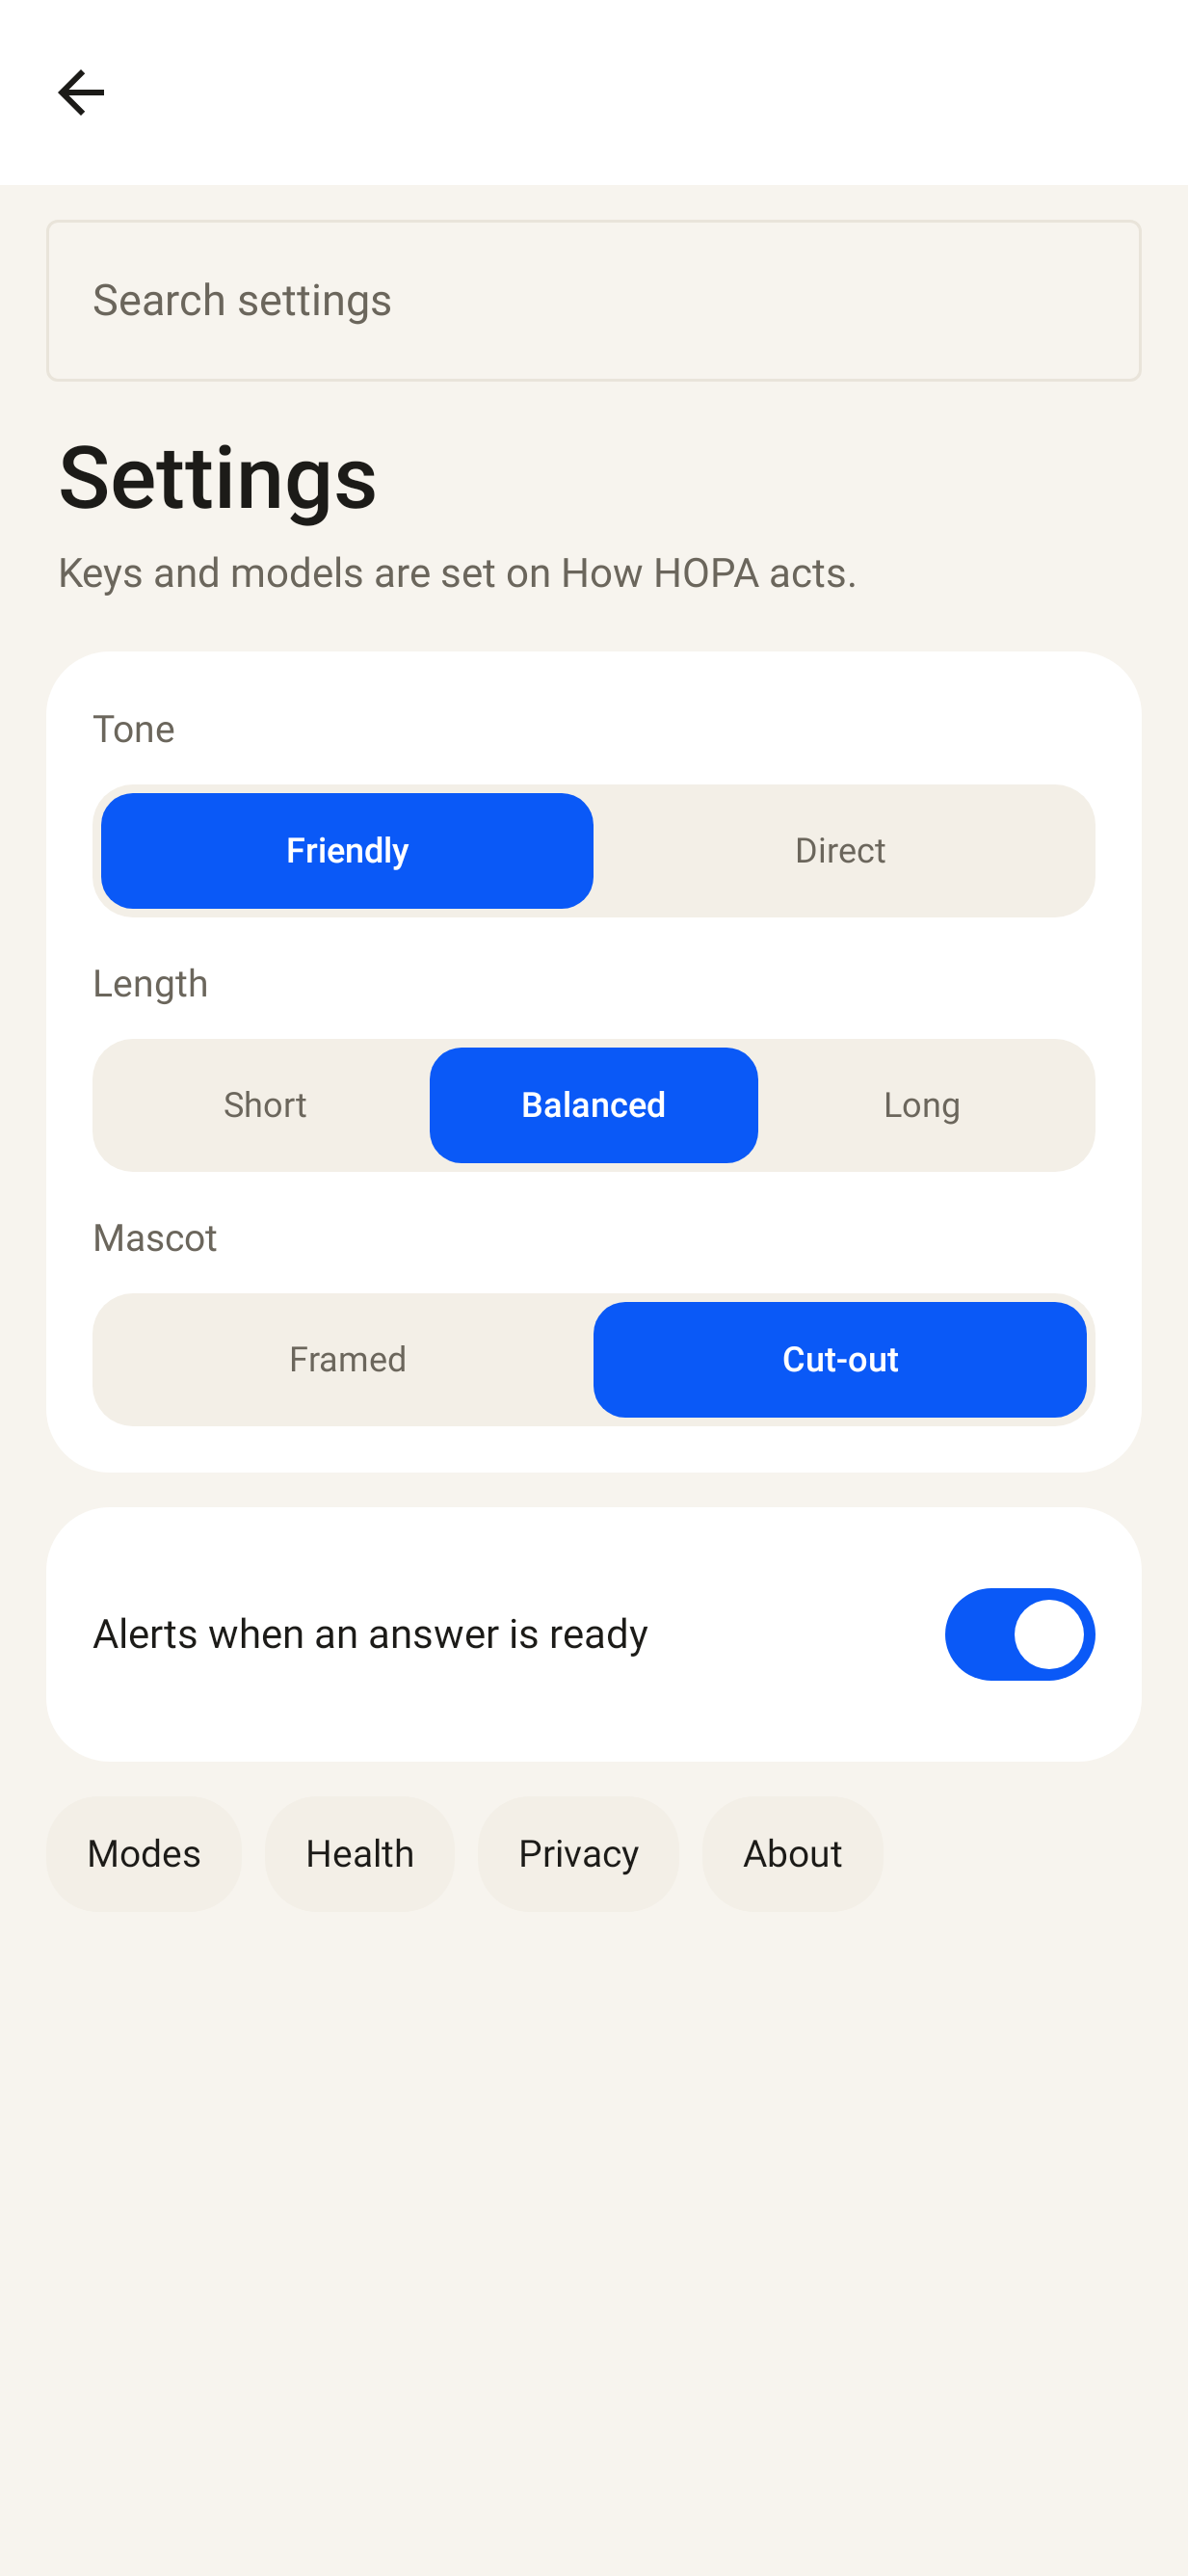 Search settings
Settings
Keys and models are set on How HOPA acts.
Tone
Friendly Direct
Length
Short Balanced Long
Mascot
Framed Cut-out
Alerts when an answer is ready
Modes Health Privacy About